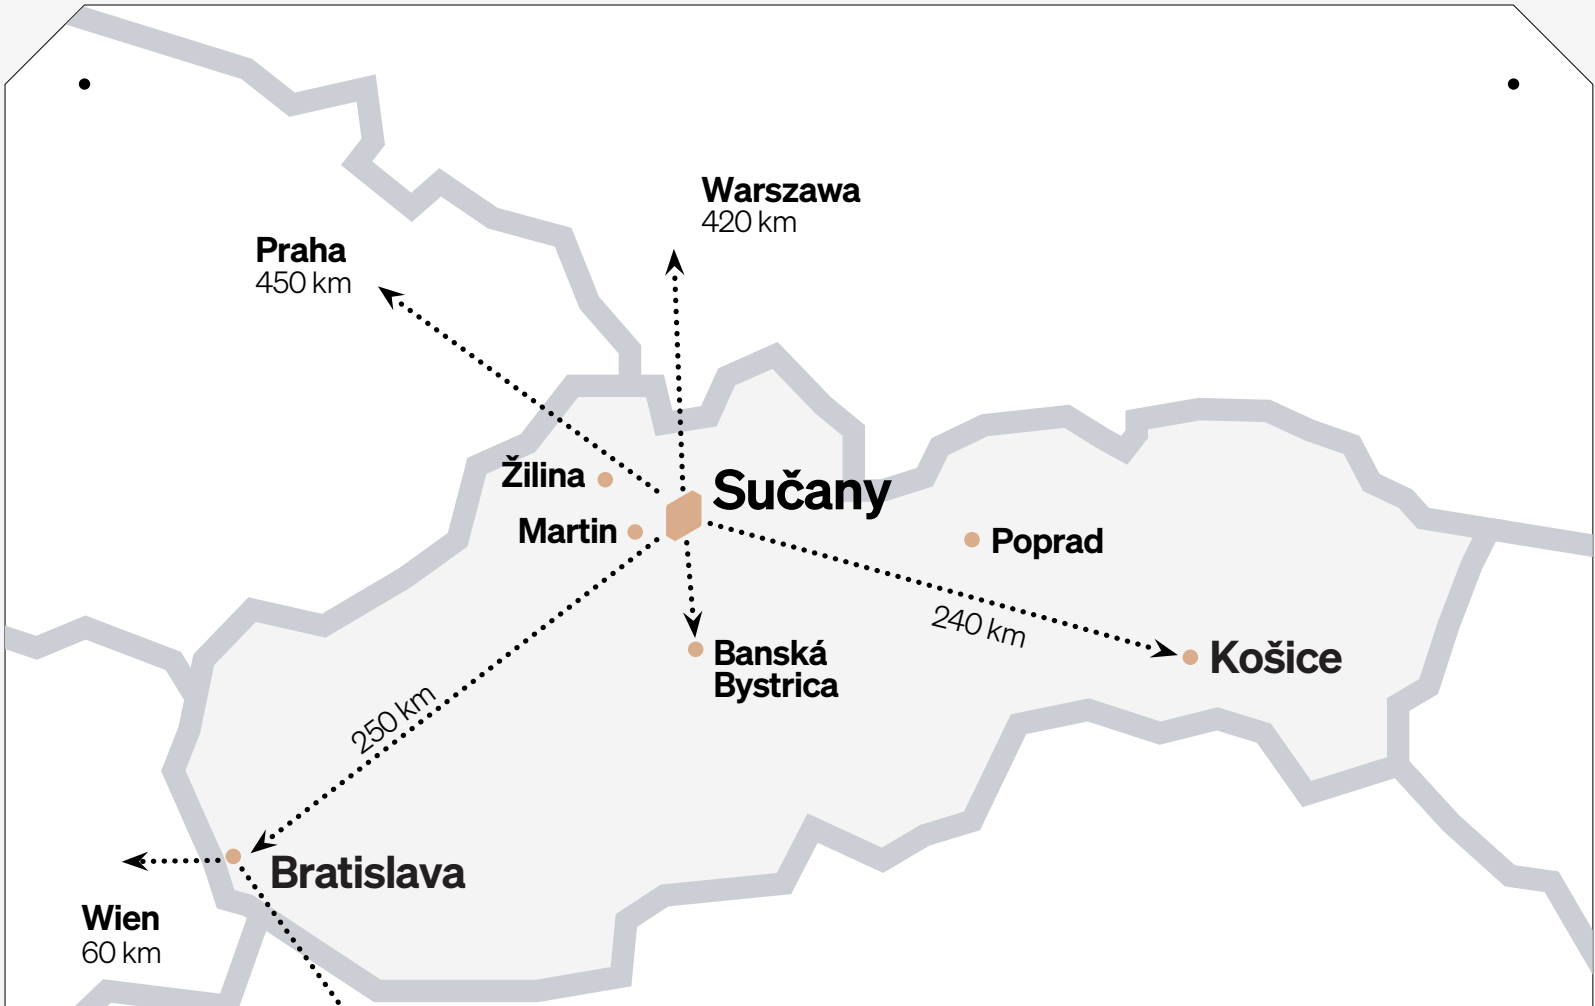 Warszawa
420 km
Praha
450 km
Žilina
Sučany
Martin
Poprad
240 km
Banská
Bystrica
Košice
250 km
Bratislava
Wien
60 km